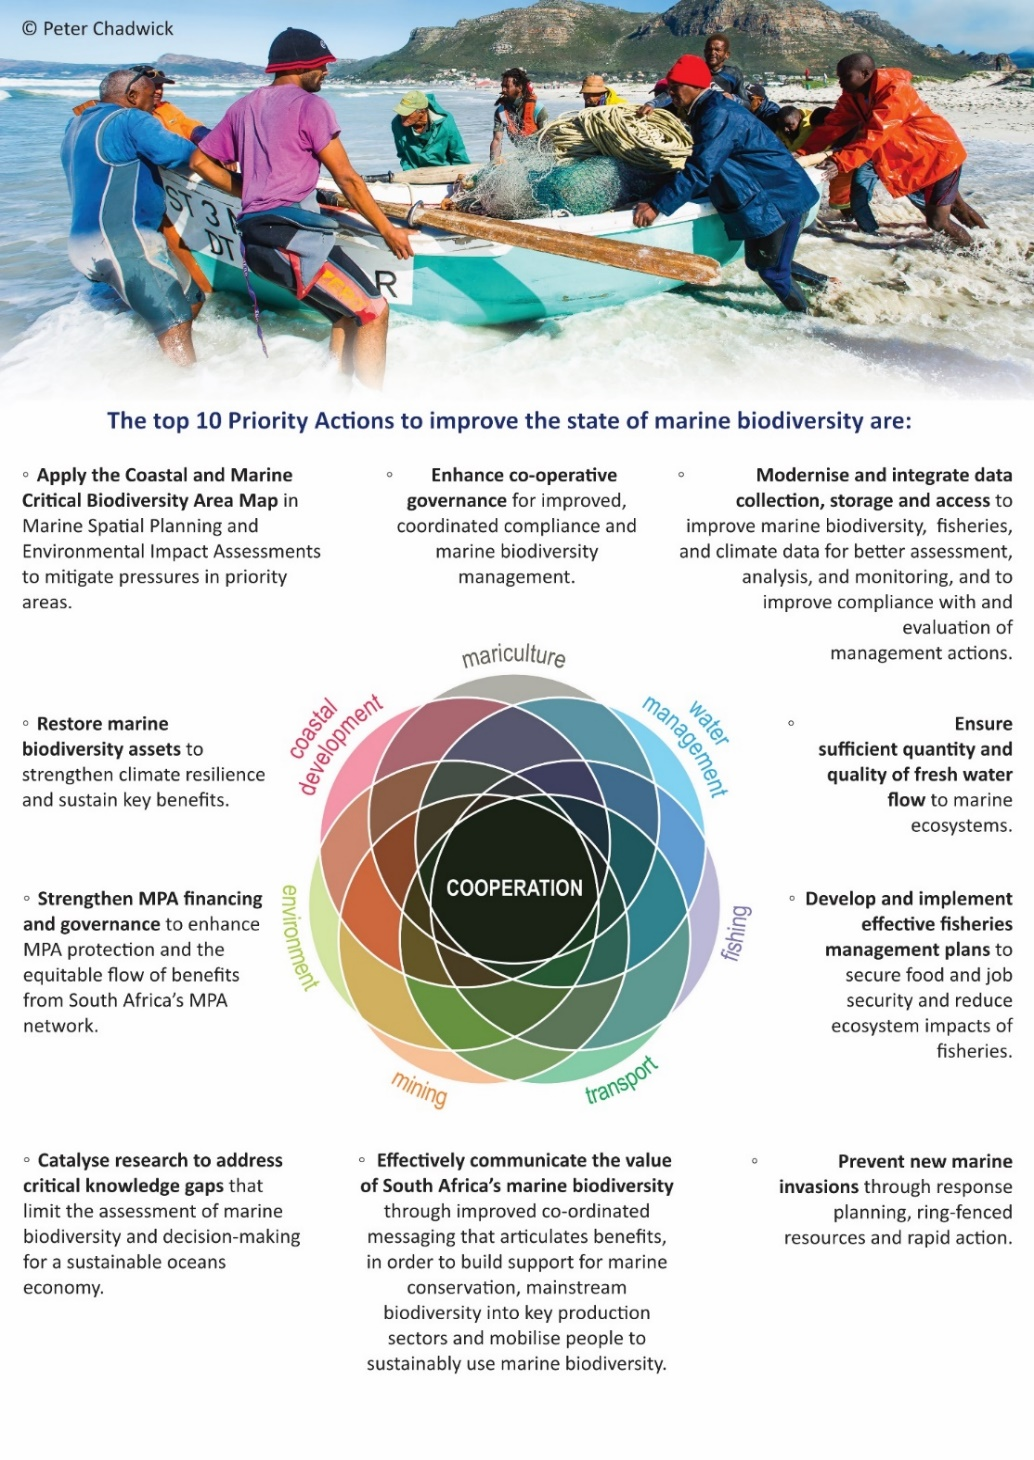 © Peter Chadwick
ST 3
DT
R
The top 10 Priority Actions to improve the state of marine biodiversity are:
◦ Apply the Coastal and Marine
Critical Biodiversity Area Map in
Marine Spatial Planning and
Environmental Impact Assessments
to mitigate pressures in priority
areas.
◦ Enhance co-operative
governance for improved,
coordinated compliance and
marine biodiversity
management.
◦ Modernise and integrate data
collection, storage and access to
improve marine biodiversity, fisheries,
and climate data for better assessment,
analysis, and monitoring, and to
improve compliance with and
evaluation of
management actions.
◦ Restore marine
biodiversity assets to
strengthen climate resilience
and sustain key benefits.
mariculture
coastal
development
water
management
◦ Ensure
sufficient quantity and
quality of fresh water
flow to marine
ecosystems.
◦ Strengthen MPA financing
and governance to enhance
MPA protection and the
equitable flow of benefits
from South Africa’s MPA
network.
environment
COOPERATION
fishing
mining
transport
◦ Develop and implement
effective fisheries
management plans to
secure food and job
security and reduce
ecosystem impacts of
fisheries.
◦ Catalyse research to address
critical knowledge gaps that
limit the assessment of marine
biodiversity and decision-making
for a sustainable oceans
economy.
◦ Effectively communicate the value
of South Africa’s marine biodiversity
through improved co-ordinated
messaging that articulates benefits,
in order to build support for marine
conservation, mainstream
biodiversity into key production
sectors and mobilise people to
sustainably use marine biodiversity.
◦ Prevent new marine
invasions through response
planning, ring-fenced
resources and rapid action.